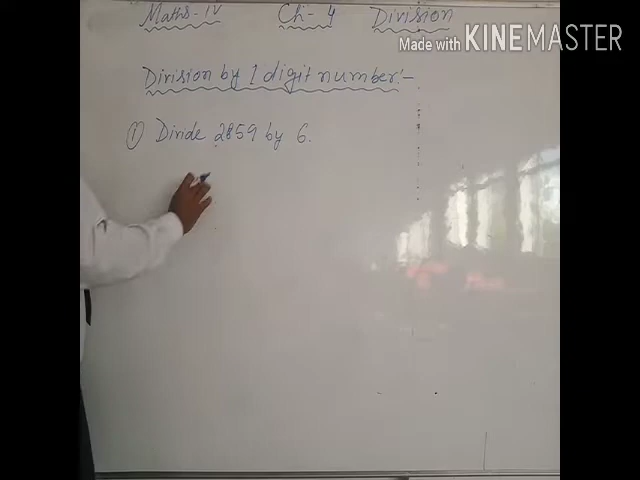 Maths-IV Ch-4 Division
Made with KINEMASTER
Division by 1 digit number:-
① Divide 2859 by 6.